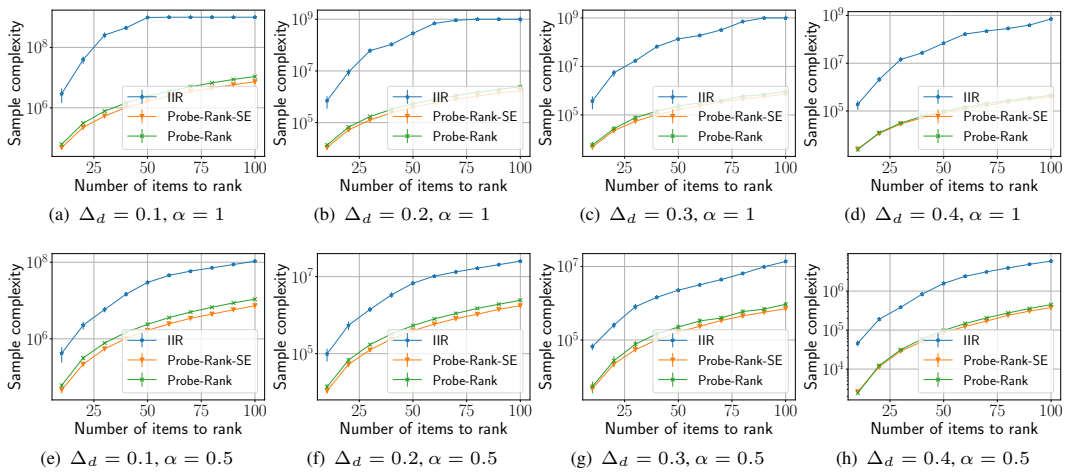 Sample complexity
10^8
10^6
IIR
Probe-Rank-SE
Probe-Rank
25 50 75 100
Number of items to rank
(a) Δ_d = 0.1, α = 1
Sample complexity
10^9
10^7
10^5
IIR
Probe-Rank-SE
Probe-Rank
25 50 75 100
Number of items to rank
(b) Δ_d = 0.2, α = 1
Sample complexity
10^9
10^7
10^5
IIR
Probe-Rank-SE
Probe-Rank
25 50 75 100
Number of items to rank
(c) Δ_d = 0.3, α = 1
Sample complexity
10^9
10^7
10^5
IIR
Probe-Rank-SE
Probe-Rank
25 50 75 100
Number of items to rank
(d) Δ_d = 0.4, α = 1
Sample complexity
10^8
10^6
IIR
Probe-Rank-SE
Probe-Rank
25 50 75 100
Number of items to rank
(e) Δ_d = 0.1, α = 0.5
Sample complexity
10^7
10^5
IIR
Probe-Rank-SE
Probe-Rank
25 50 75 100
Number of items to rank
(f) Δ_d = 0.2, α = 0.5
Sample complexity
10^7
10^5
IIR
Probe-Rank-SE
Probe-Rank
25 50 75 100
Number of items to rank
(g) Δ_d = 0.3, α = 0.5
Sample complexity
10^7
10^6
10^5
10^4
IIR
Probe-Rank-SE
Probe-Rank
25 50 75 100
Number of items to rank
(h) Δ_d = 0.4, α = 0.5